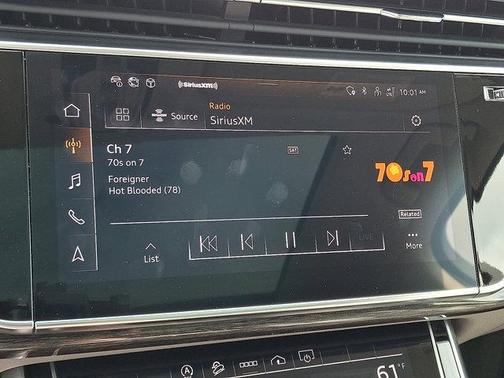 ((SiriusXM))
10:01 AM
Radio
Source
SiriusXM
Ch 7
70s on 7
SAT
Foreigner
Hot Blooded (78)
70s on 7
Related
LIVE
List
More
61°F